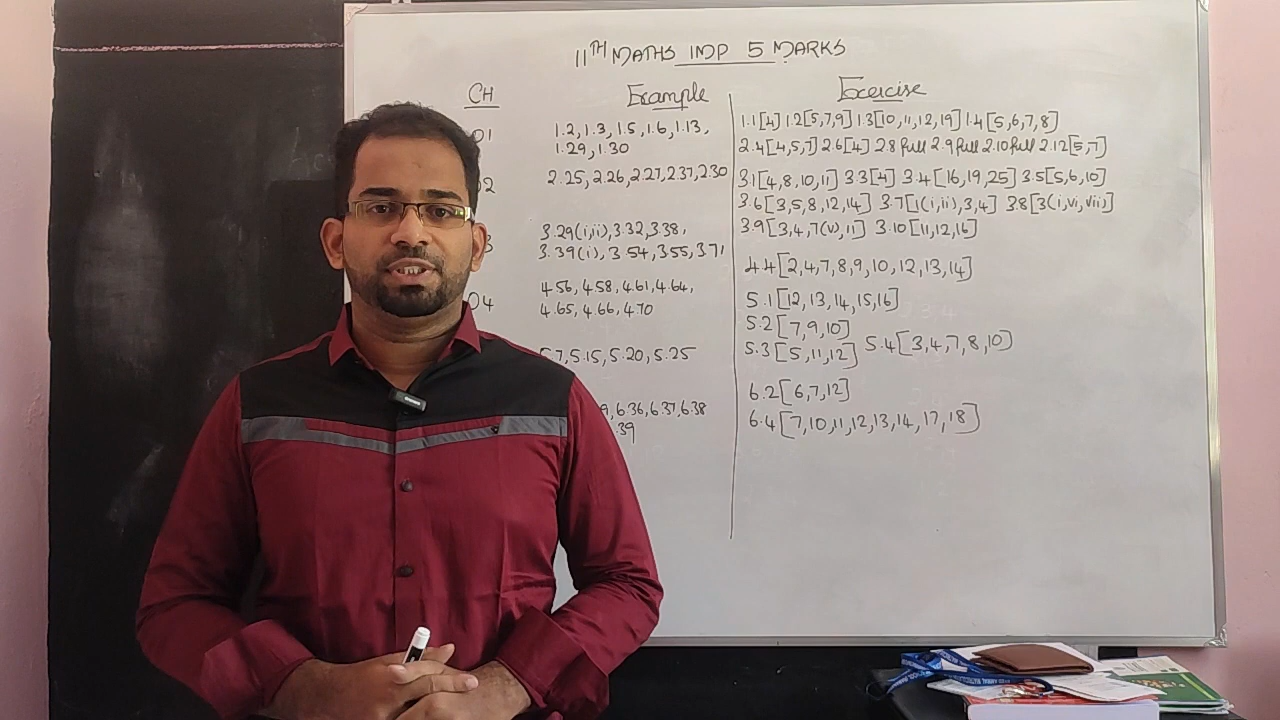 11TH MATHS IMP 5 MARKS
CH Example Exercise
01 1.2, 1.3, 1.5, 1.6, 1.13, 1.1[4] 1.2[5,7,9] 1.3[10,11,12,19] 1.4[5,6,7,8]
1.29, 1.30 2.4[4,5,7] 2.6[4] 2.8 full 2.9 full 2.10 full 2.12[5,7]
02 2.25, 2.26, 2.27, 2.37, 2.30 3.1[4,8,10,11] 3.3[4] 3.4[16,19,25] 3.5[5,6,10]
3.6[3,5,8,12,14] 3.7[1(i,ii),3,4] 3.8[3(i,vi,vii)]
3 3.29(i,ii), 3.32, 3.38, 3.9[3,4,7(v),11] 3.10[11,12,16]
3.39(i), 3.54, 3.55, 3.71
4.4[2,4,7,8,9,10,12,13,14]
04 4.56, 4.58, 4.61, 4.64, 5.1[12,13,14,15,16]
4.65, 4.66, 4.70 5.2[7,9,10]
5.7, 5.15, 5.20, 5.25 5.3[5,11,12] 5.4[3,4,7,8,10]
6.2[6,7,12]
9, 6.36, 6.37, 6.38 6.4[7,10,11,12,13,14,17,18]
.39